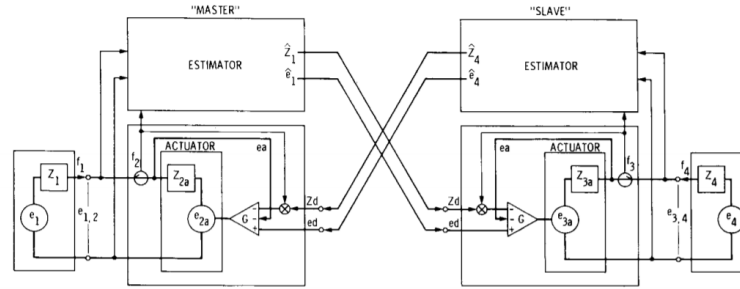 "MASTER"
"SLAVE"
ESTIMATOR
Ẑ1
ê1
Ẑ4
ê4
ESTIMATOR
f1
Z1
e1
e1,2
f2
ACTUATOR
Z2a
e2a
ea
G
Zd
ed
Zd
ed
ea
G
ACTUATOR
Z3a
e3a
f3
f4
e3,4
Z4
e4